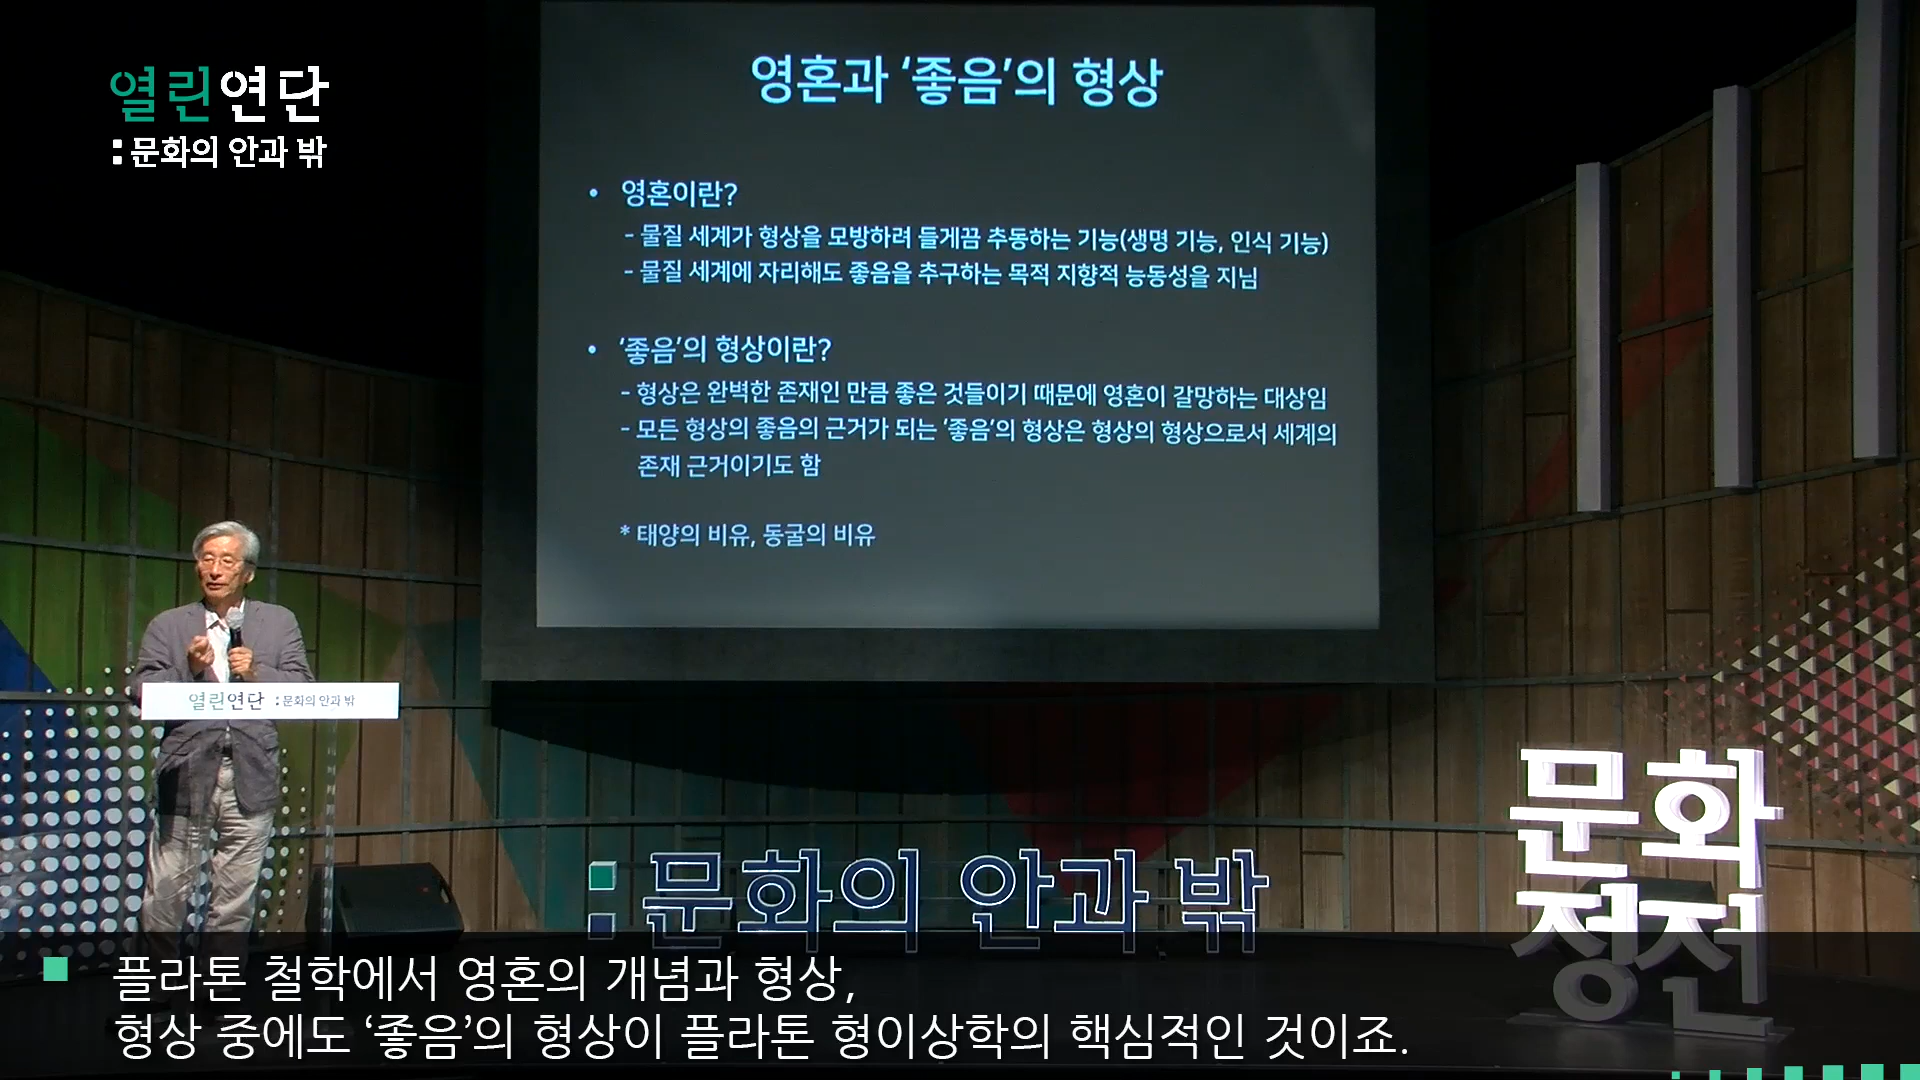 열린연단
:문화의 안과 밖
영혼과 ‘좋음’의 형상
• 영혼이란?
- 물질 세계가 형상을 모방하려 들게끔 추동하는 기능(생명 기능, 인식 기능)
- 물질 세계에 자리해도 좋음을 추구하는 목적 지향적 능동성을 지님
• ‘좋음’의 형상이란?
- 형상은 완벽한 존재인 만큼 좋은 것들이기 때문에 영혼이 갈망하는 대상임
- 모든 형상의 좋음의 근거가 되는 ‘좋음’의 형상은 형상의 형상으로서 세계의
존재 근거이기도 함
* 태양의 비유, 동굴의 비유
열린연단 :문화의 안과 밖
:문화의 안과 밖
문화
정전
플라톤 철학에서 영혼의 개념과 형상,
형상 중에도 ‘좋음’의 형상이 플라톤 형이상학의 핵심적인 것이죠.